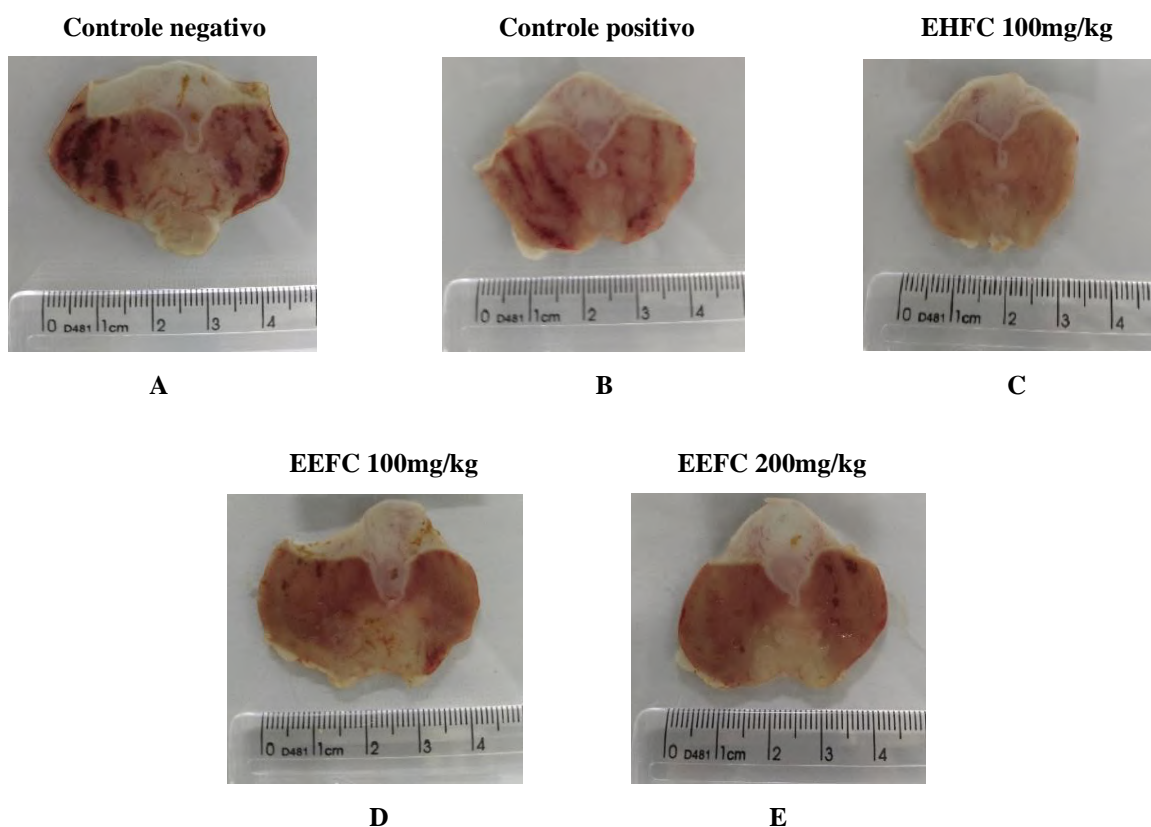 Controle negativo
Controle positivo
EHFC 100mg/kg
0 D481 1cm 2 3 4
0 D481 1cm 2 3 4
0 D481 1cm 2 3 4
A
B
C
EEFC 100mg/kg
EEFC 200mg/kg
0 D481 1cm 2 3 4
0 D481 1cm 2 3 4
D
E